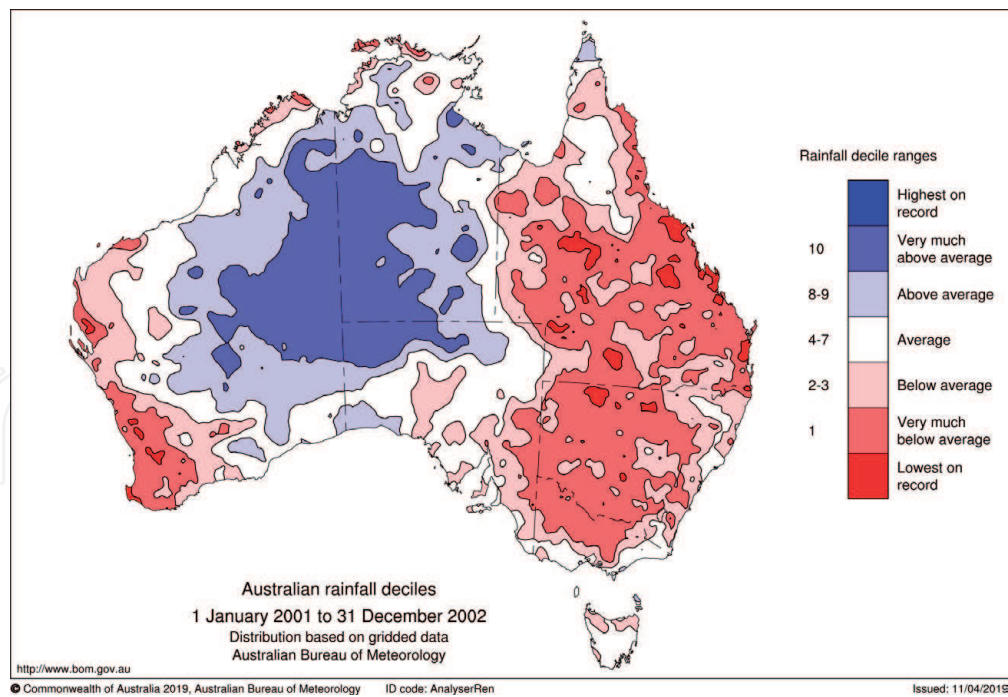 Rainfall decile ranges
Highest on
record
10
Very much
above average
8-9
Above average
4-7
Average
2-3
Below average
1
Very much
below average
Lowest on
record
Australian rainfall deciles
1 January 2001 to 31 December 2002
Distribution based on gridded data
Australian Bureau of Meteorology
http://www.bom.gov.au
© Commonwealth of Australia 2019, Australian Bureau of Meteorology ID code: AnalyserRen Issued: 11/04/2019